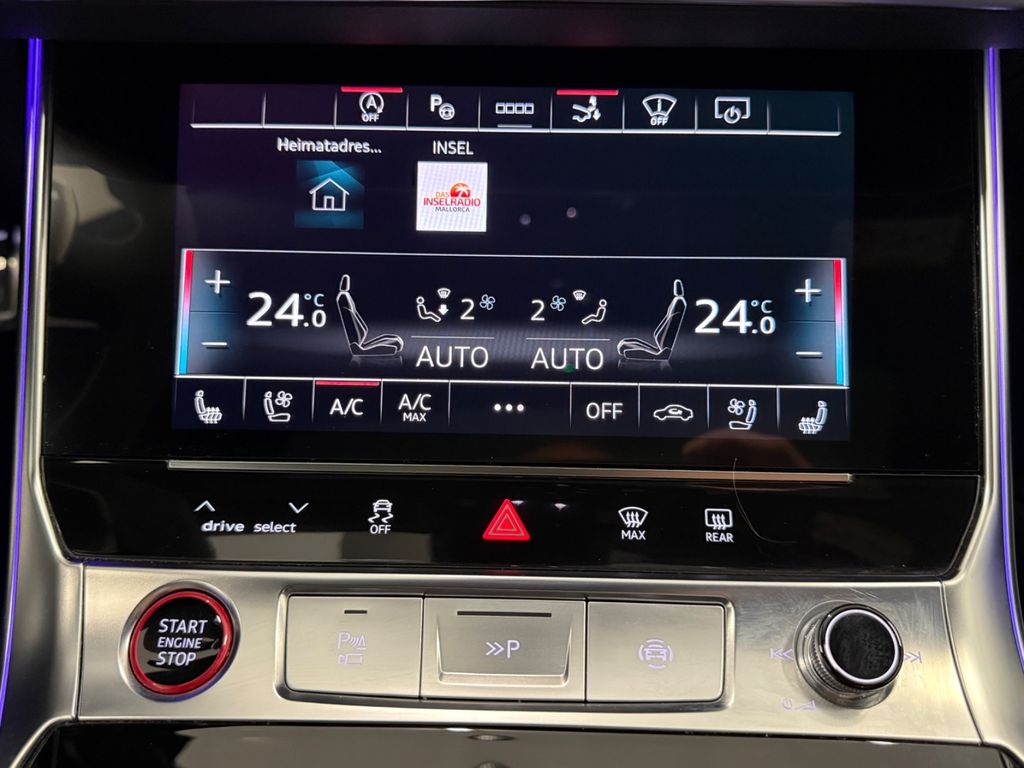 A
OFF
P
OFF
Heimatadres...
INSEL
DAS
INSELRADIO
MALLORCA
+
24.0 °C
2
2
24.0 °C
+
−
AUTO
AUTO
−
A/C
A/C
MAX
•••
OFF
drive select
OFF
MAX
REAR
START
ENGINE
STOP
P
>>P